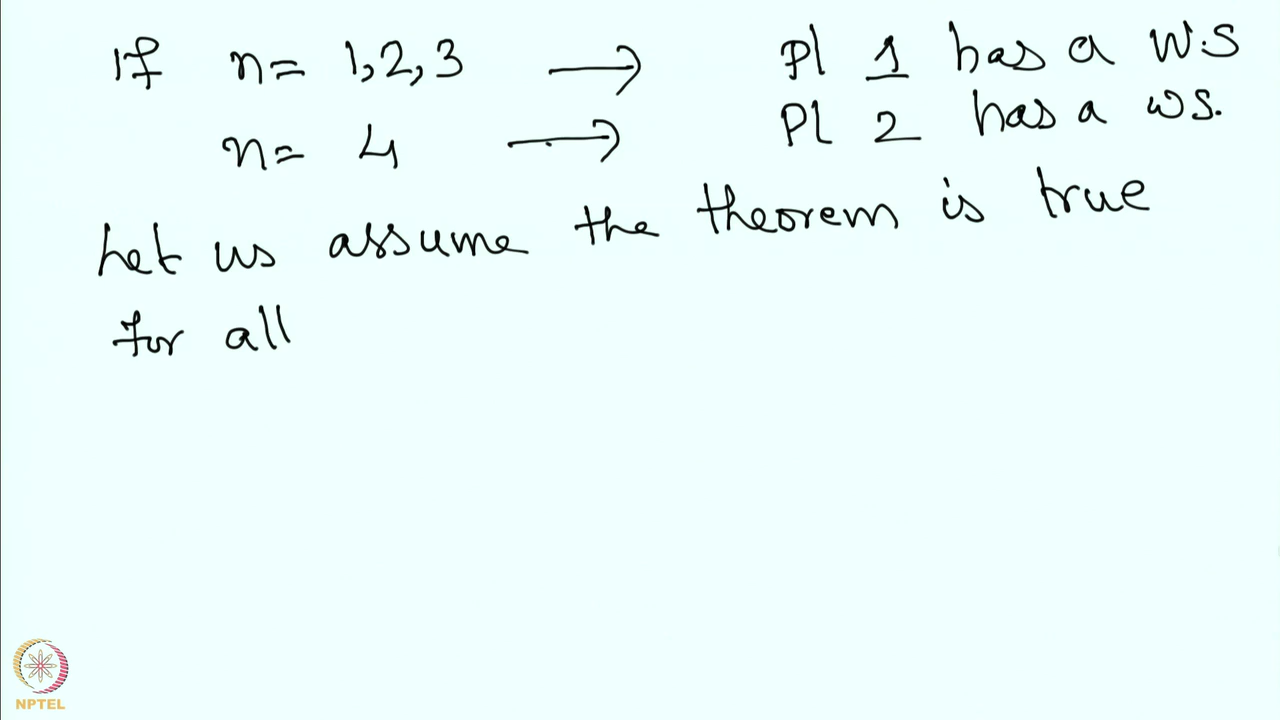 If n = 1,2,3 → Pl 1 has a W.S
n = 4 → Pl 2 has a WS.
Let us assume the theorem is true
for all
NPTEL